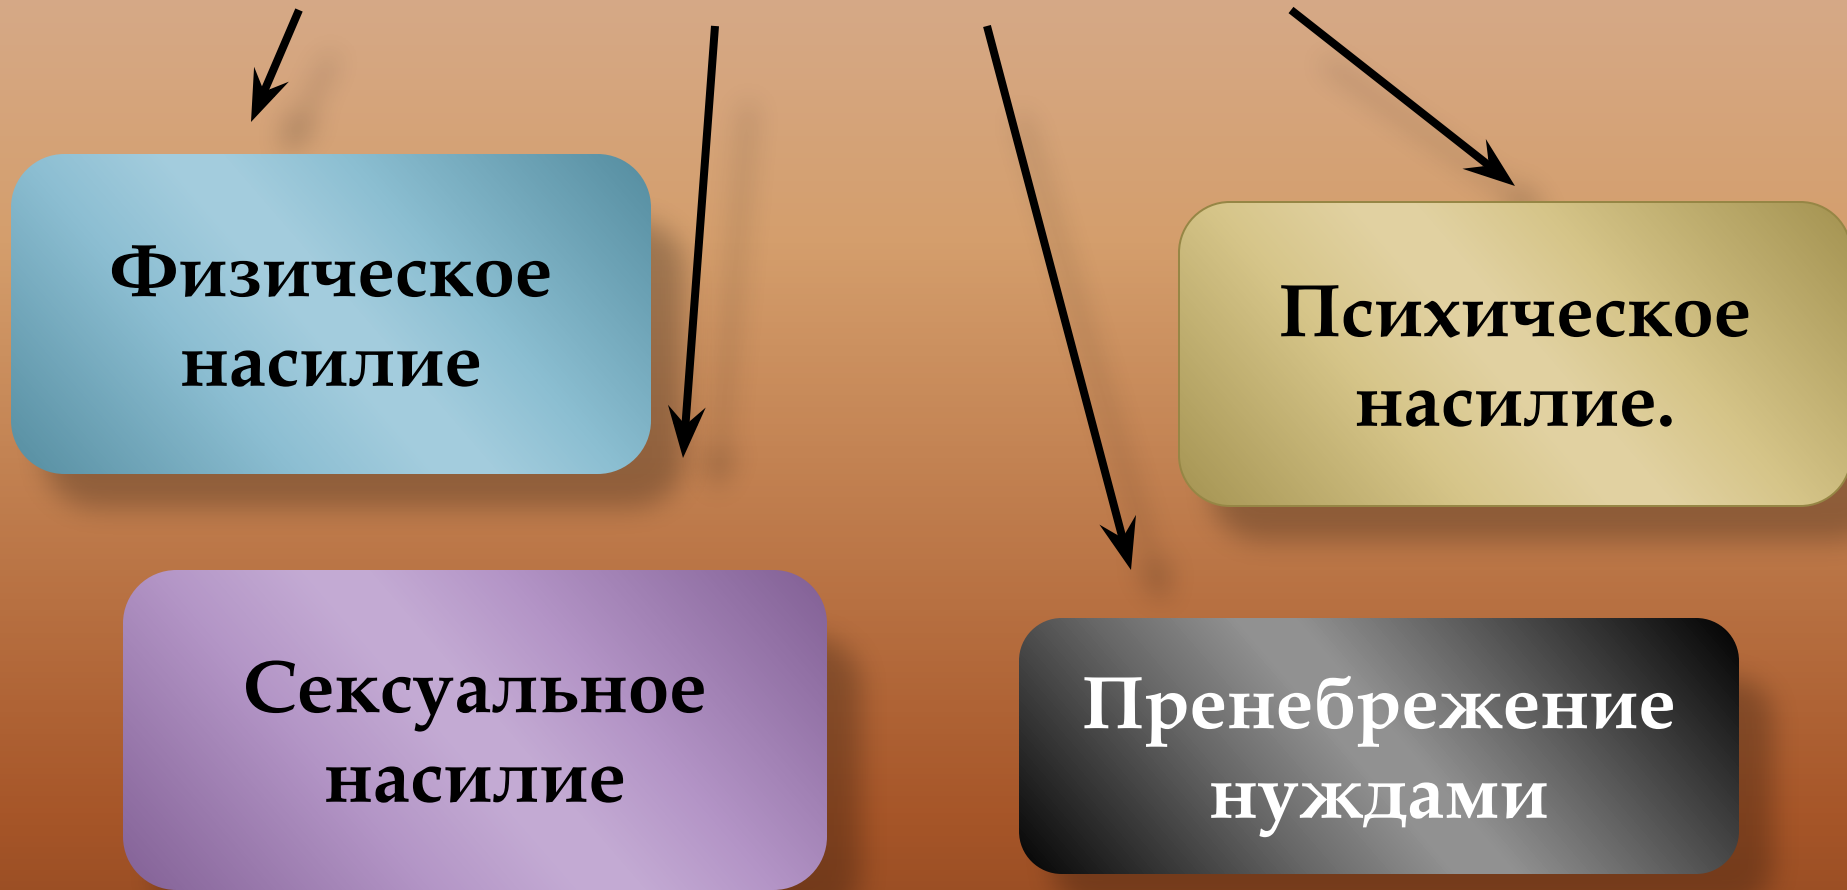 Физическое
насилие
Психическое
насилие.
Сексуальное
насилие
Пренебрежение
нуждами